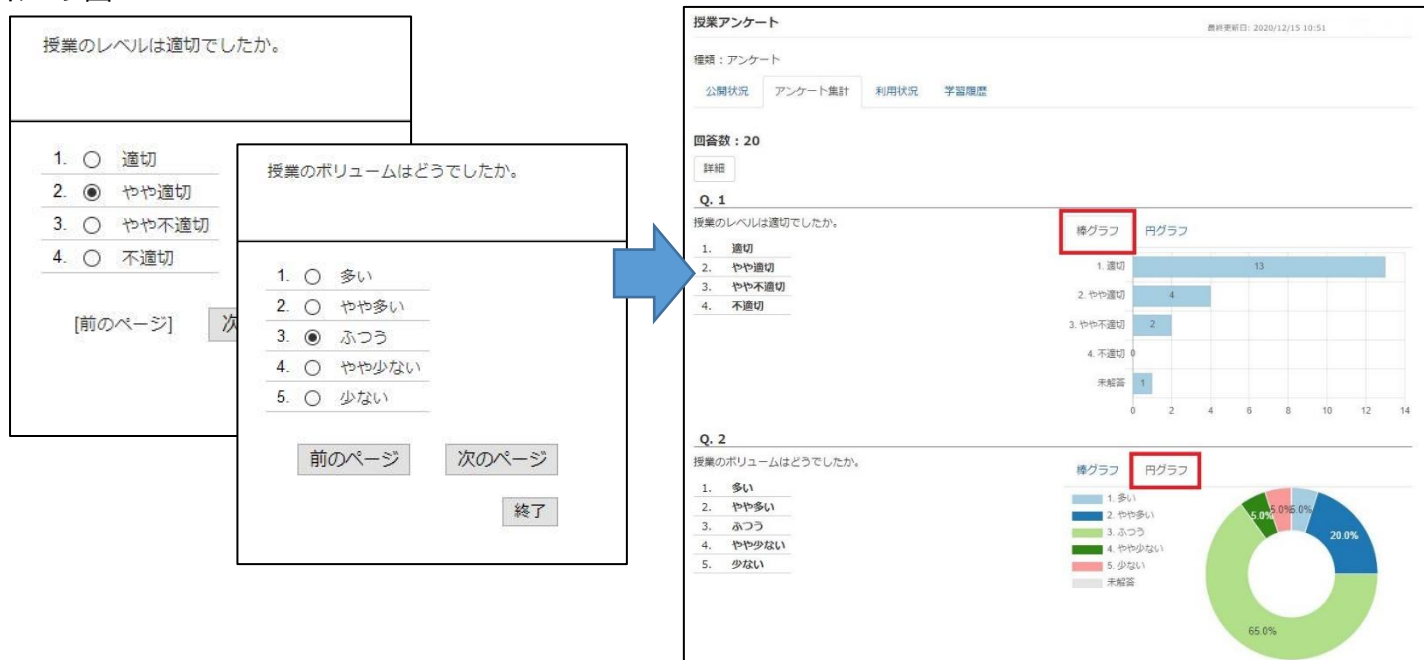 授業のレベルは適切でしたか。
1. 適切
2. やや適切
3. やや不適切
4. 不適切
[前のページ]
授業のボリュームはどうでしたか。
1. 多い
2. やや多い
3. ふつう
4. やや少ない
5. 少ない
前のページ 次のページ
終了
授業アンケート
最終更新日: 2020/12/15 10:51
種類:アンケート
公開状況 アンケート集計 利用状況 学習履歴
回答数:20
詳細
Q. 1
授業のレベルは適切でしたか。
1. 適切
2. やや適切
3. やや不適切
4. 不適切
棒グラフ 円グラフ
1. 適切 13
2. やや適切 4
3. やや不適切 2
4. 不適切 0
未解答 1
0 2 4 6 8 10 12 14
Q. 2
授業のボリュームはどうでしたか。
1. 多い
2. やや多い
3. ふつう
4. やや少ない
5. 少ない
棒グラフ 円グラフ
1. 多い
2. やや多い
3. ふつう
4. やや少ない
5. 少ない
未解答
5.0% 5.0% 5.0%
20.0%
65.0%